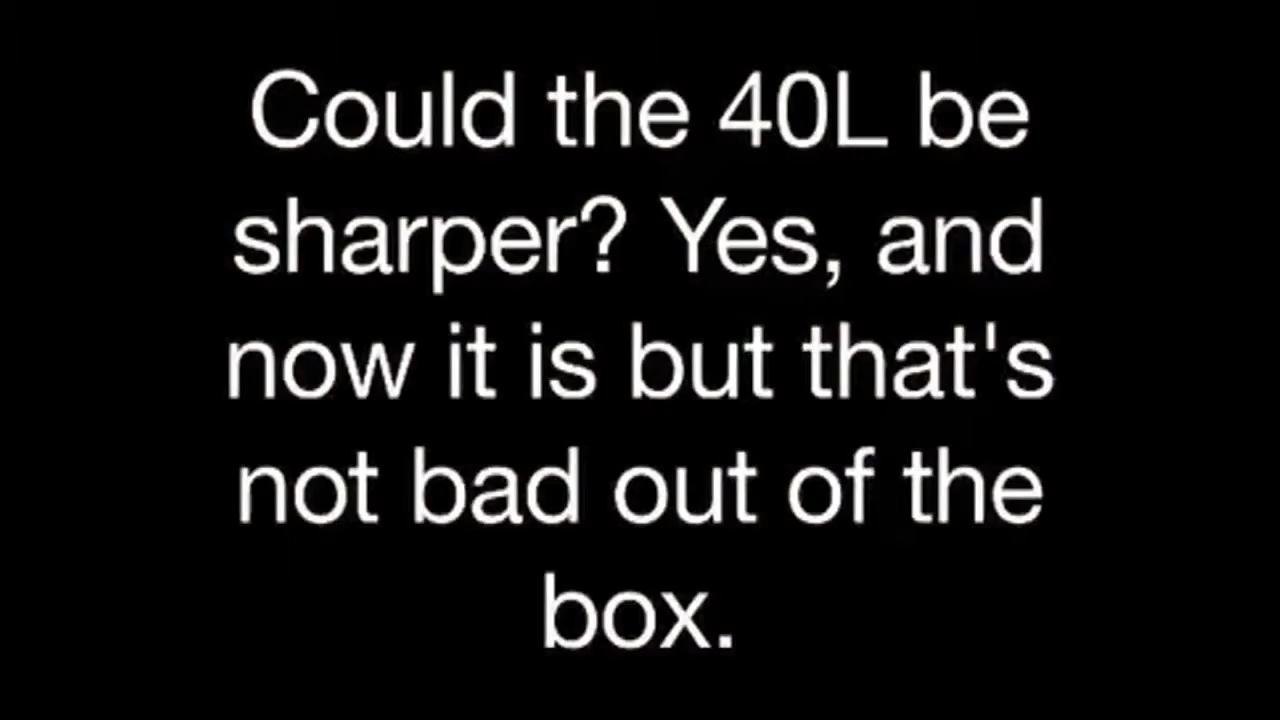 Could the 40L be
sharper? Yes, and
now it is but that's
not bad out of the
box.